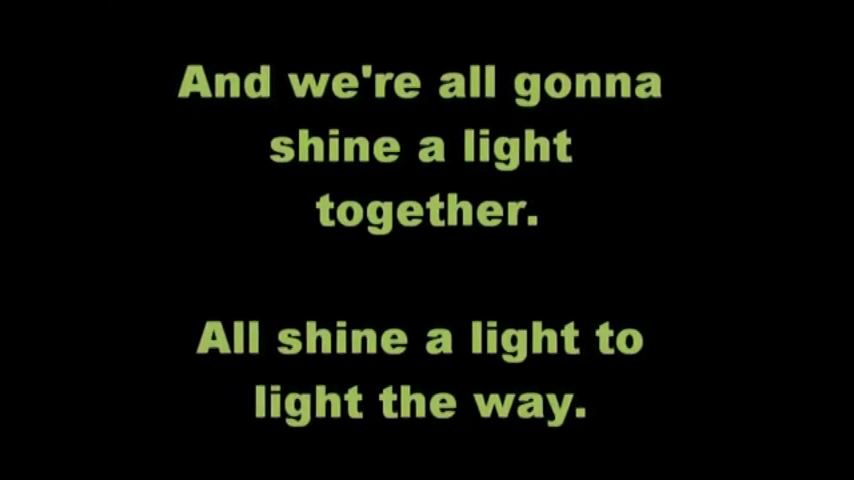 And we're all gonna
shine a light
together.
All shine a light to
light the way.